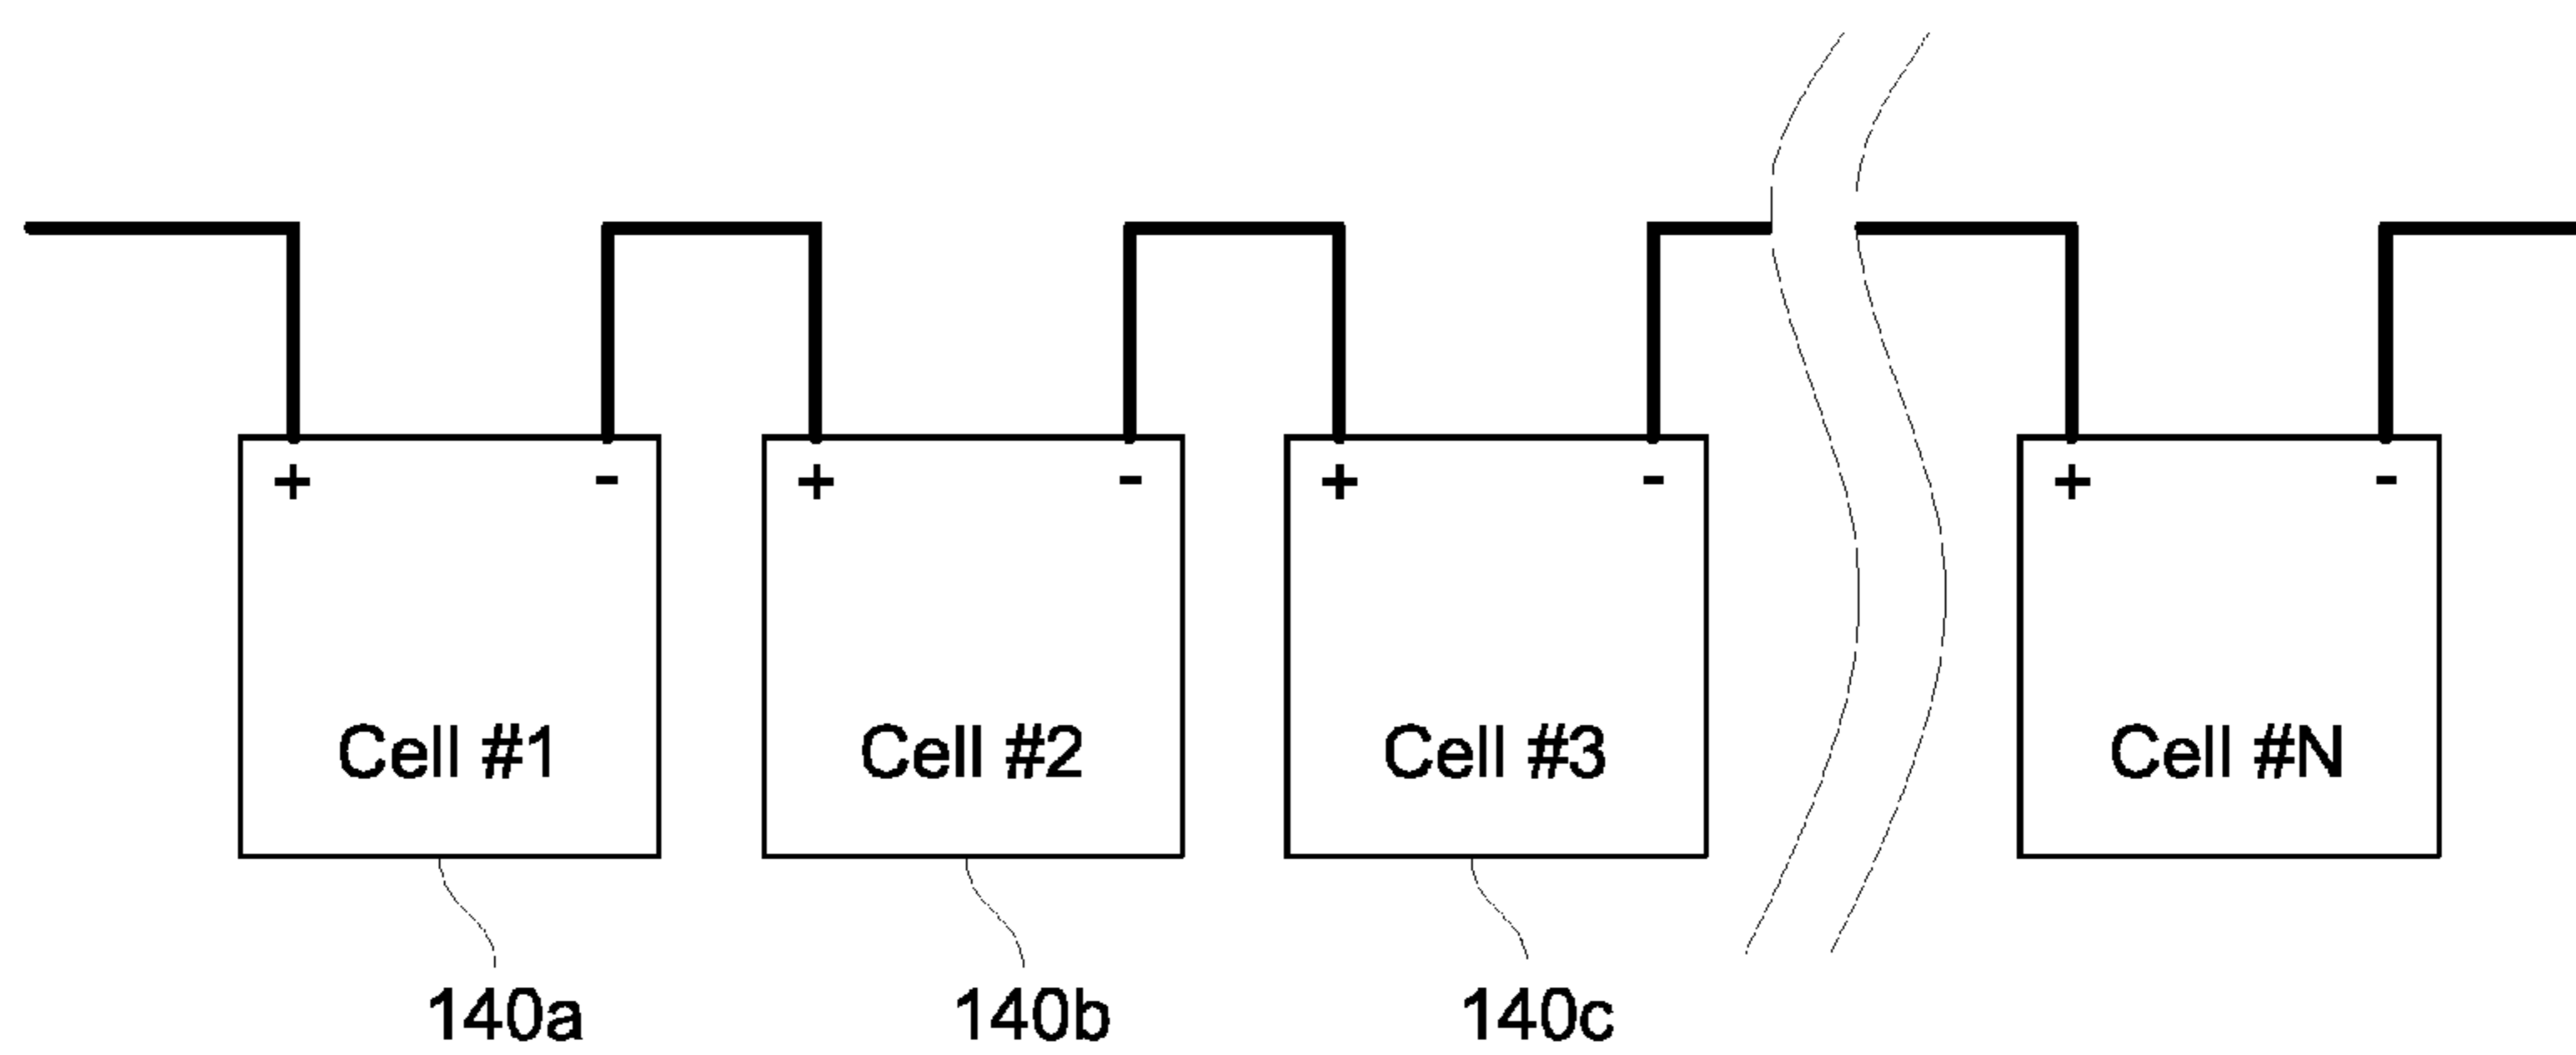 + - + - + - + -
Cell #1 Cell #2 Cell #3 Cell #N
140a 140b 140c